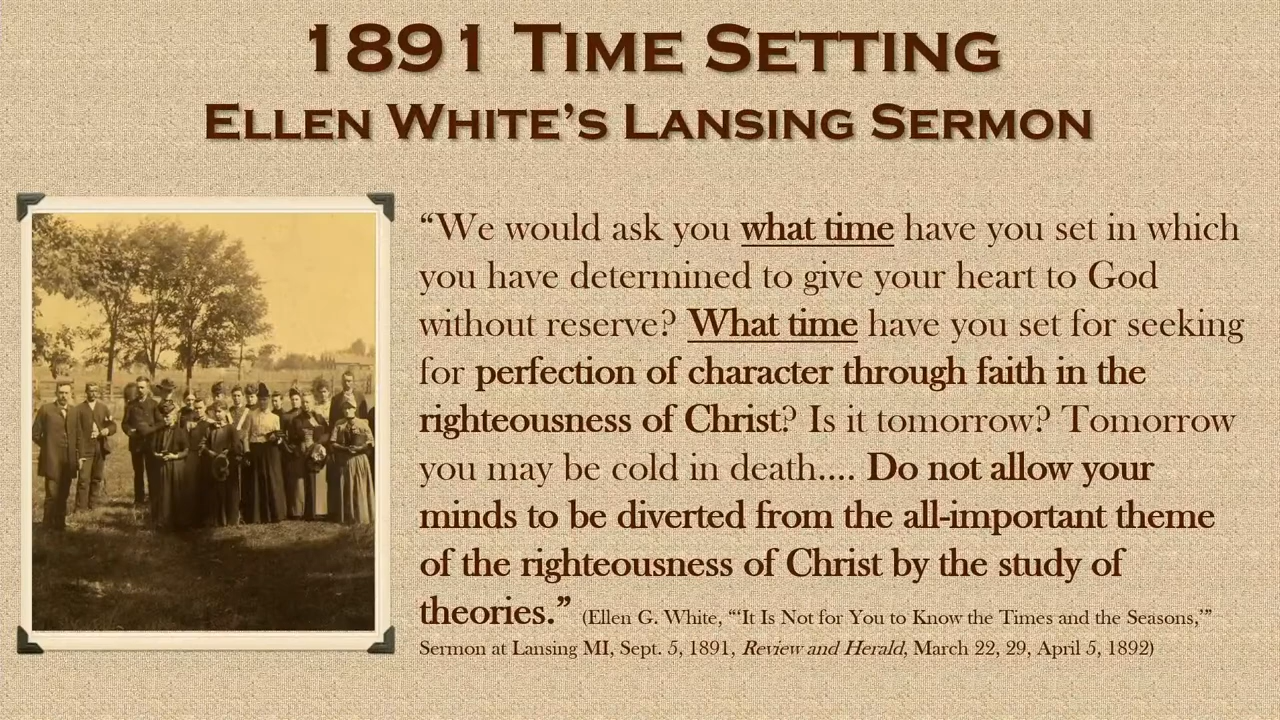 1891 Time Setting
Ellen White’s Lansing Sermon
“We would ask you what time have you set in which
you have determined to give your heart to God
without reserve? What time have you set for seeking
for perfection of character through faith in the
righteousness of Christ? Is it tomorrow? Tomorrow
you may be cold in death.... Do not allow your
minds to be diverted from the all-important theme
of the righteousness of Christ by the study of
theories.” (Ellen G. White, “‘It Is Not for You to Know the Times and the Seasons,’”
Sermon at Lansing MI, Sept. 5, 1891, Review and Herald, March 22, 29, April 5, 1892)